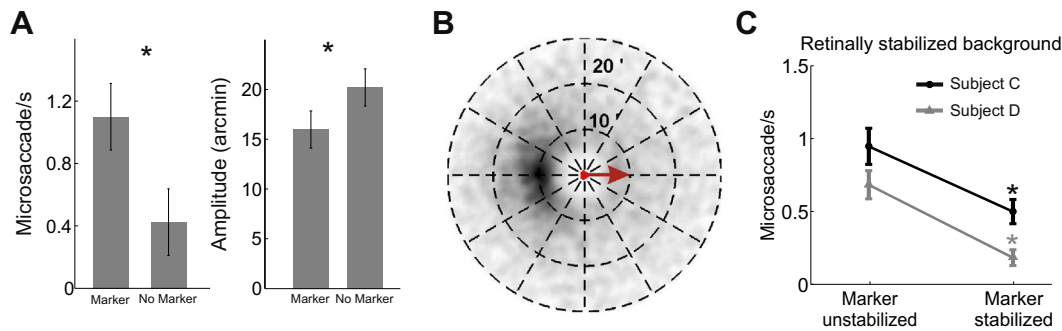 A
Microsaccade/s
1.2
0.8
0.4
0
*
Marker No Marker
Amplitude (arcmin)
20
15
10
5
0
*
Marker No Marker
B
20 '
10 '
C
Retinally stabilized background
Microsaccade/s
1.5
1
0.5
0
Subject C
Subject D
*
*
Marker
unstabilized
Marker
stabilized